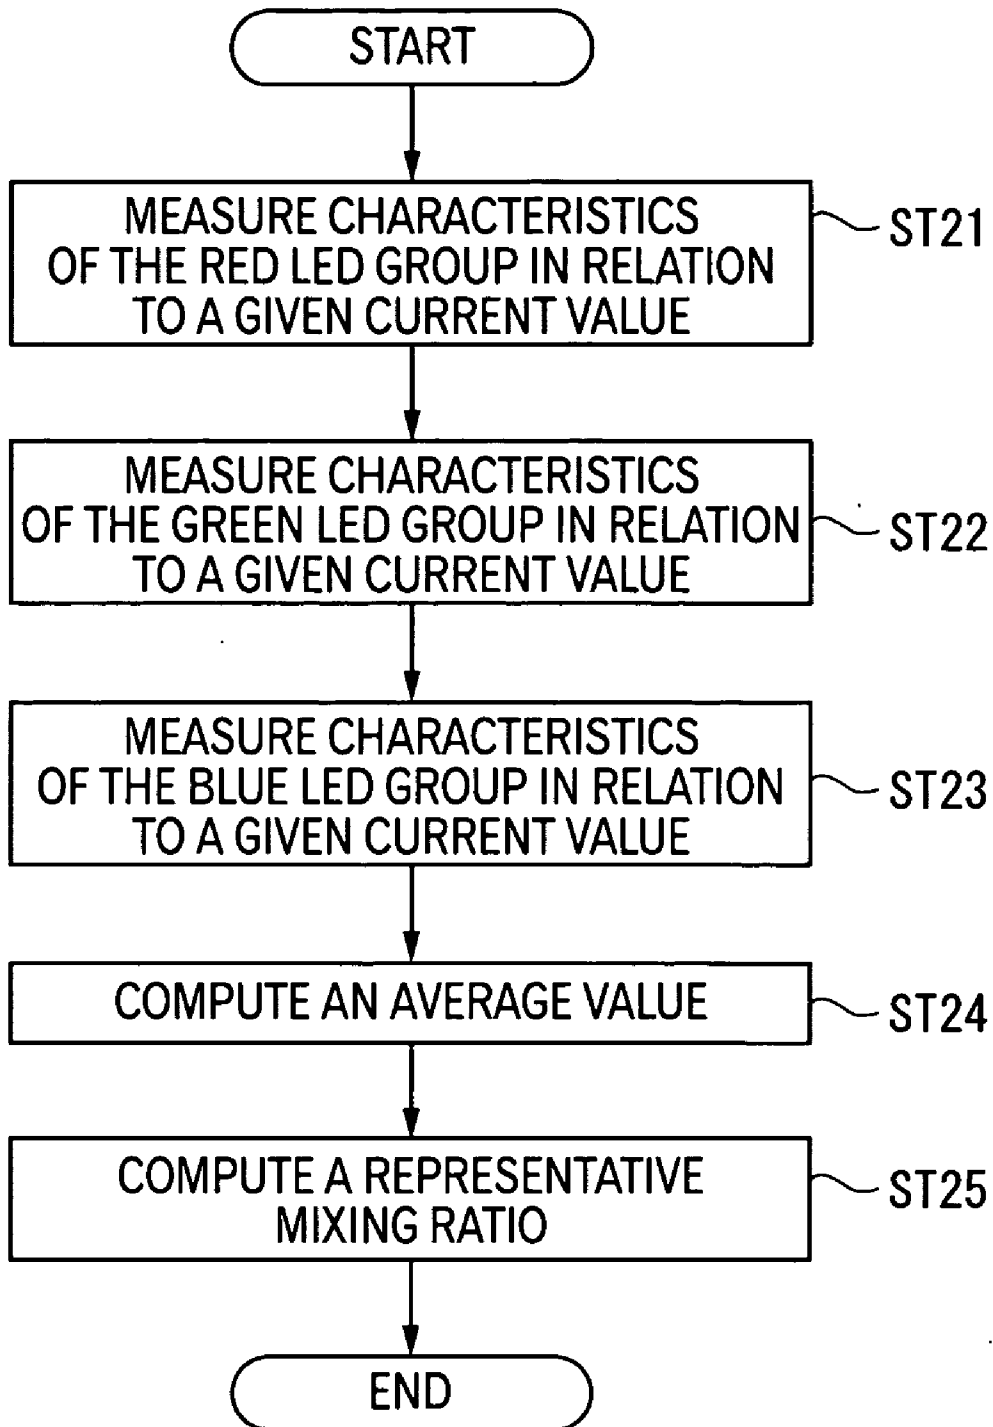 START
MEASURE CHARACTERISTICS
OF THE RED LED GROUP IN RELATION
TO A GIVEN CURRENT VALUE
ST21
MEASURE CHARACTERISTICS
OF THE GREEN LED GROUP IN RELATION
TO A GIVEN CURRENT VALUE
ST22
MEASURE CHARACTERISTICS
OF THE BLUE LED GROUP IN RELATION
TO A GIVEN CURRENT VALUE
ST23
COMPUTE AN AVERAGE VALUE
ST24
COMPUTE A REPRESENTATIVE
MIXING RATIO
ST25
END